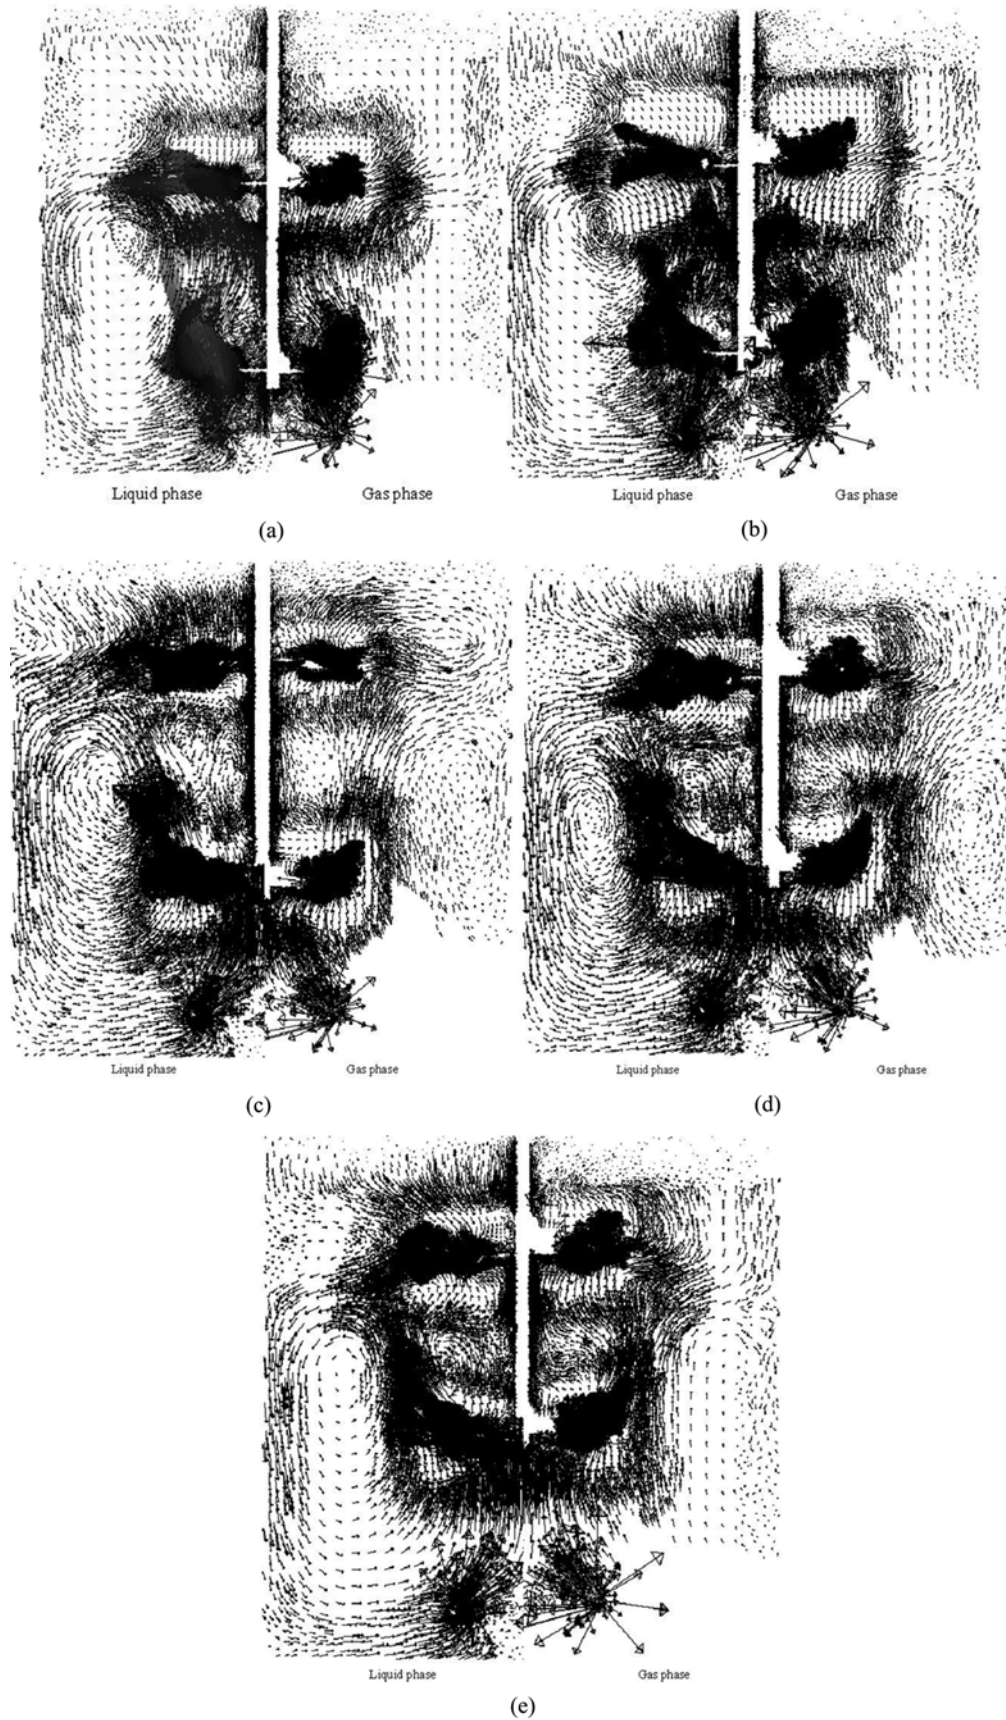 Liquid phase Gas phase Liquid phase Gas phase
(a) (b)
Liquid phase Gas phase Liquid phase Gas phase
(c) (d)
Liquid phase Gas phase
(e)